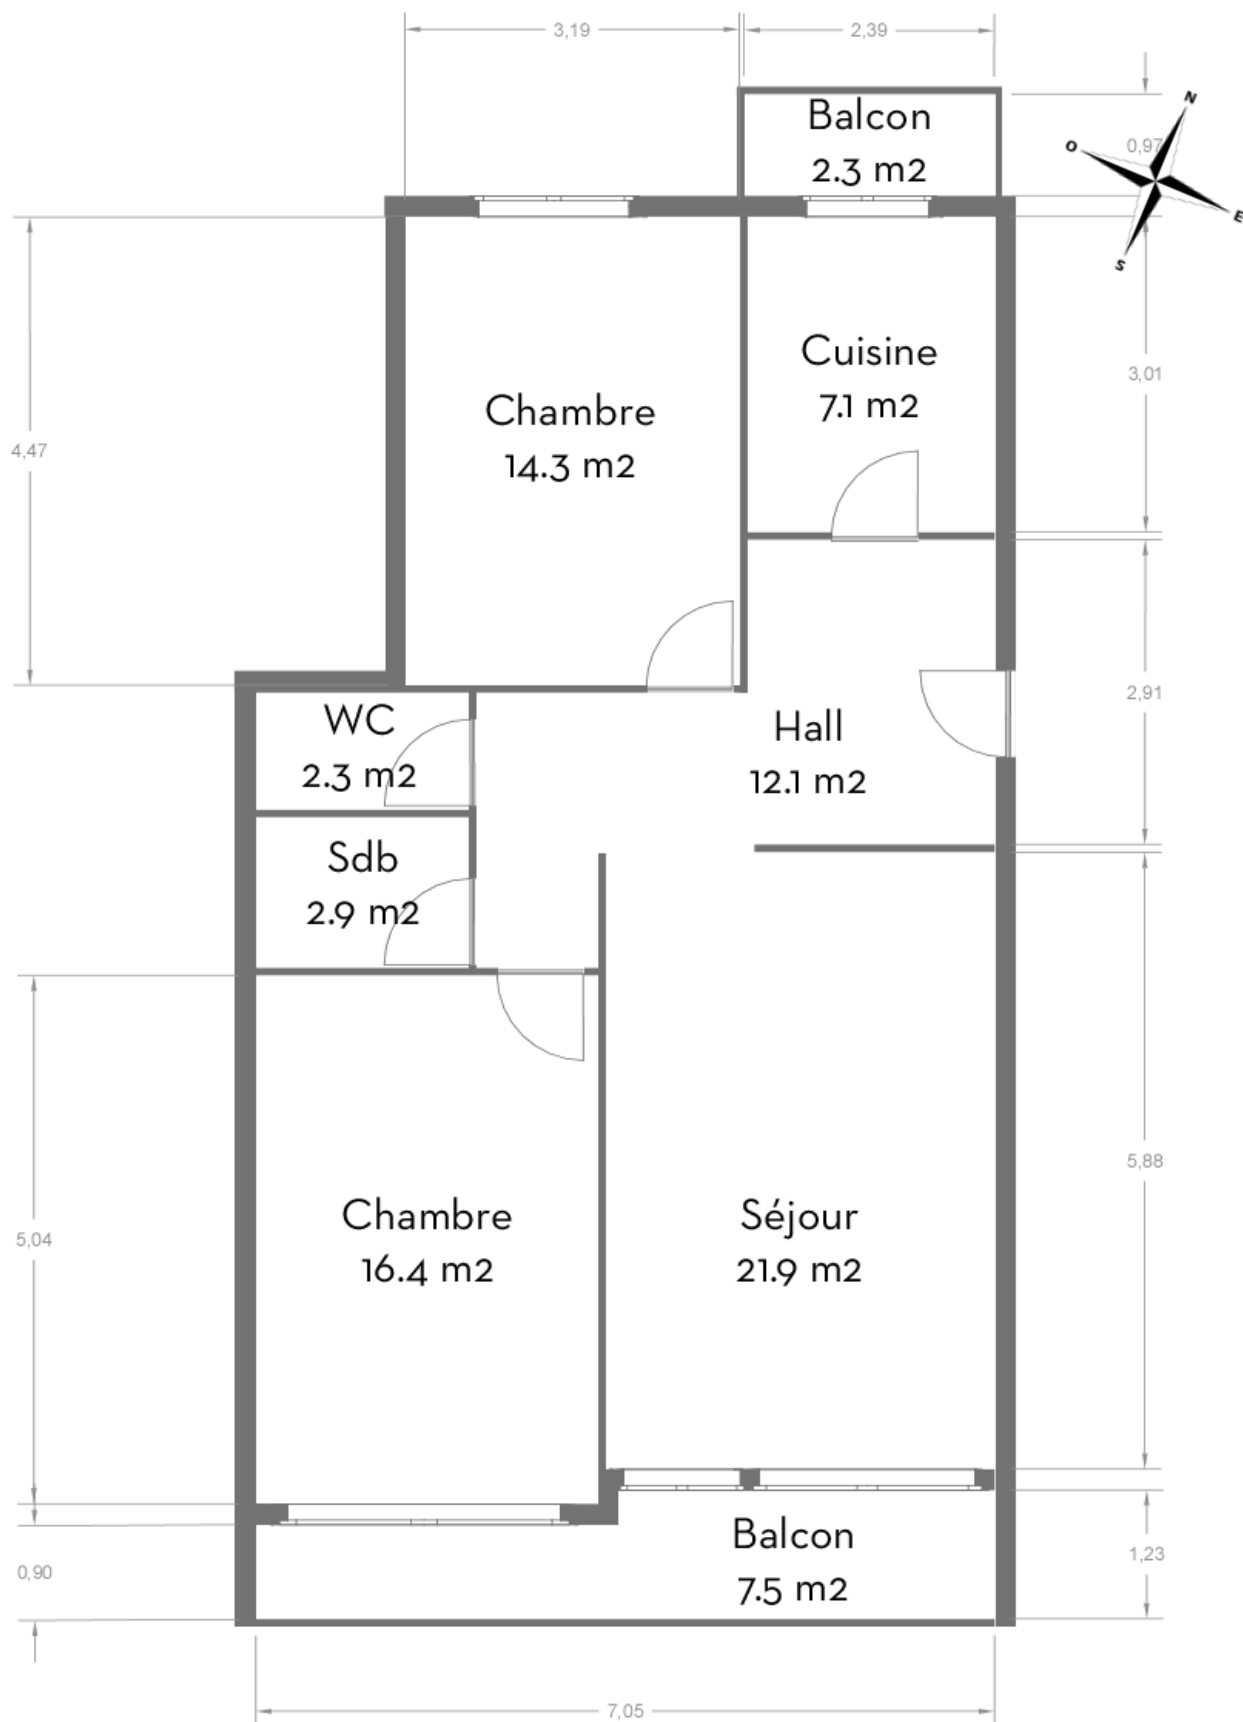 3,19
2,39
Balcon
2.3 m2
N
O
0,97
E
S
Cuisine
7.1 m2
3,01
Chambre
14.3 m2
4,47
WC
2.3 m2
Hall
12.1 m2
2,91
Sdb
2.9 m2
5,88
Chambre
16.4 m2
Séjour
21.9 m2
5,04
Balcon
7.5 m2
1,23
0,90
7,05